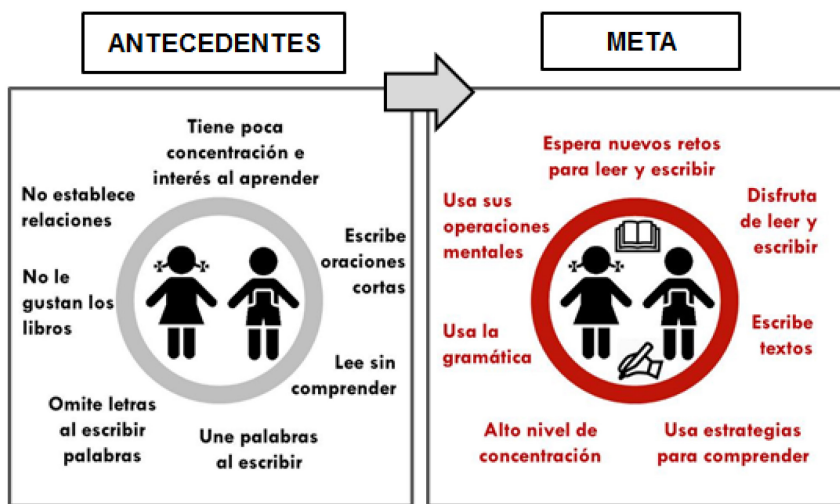 ANTECEDENTES
META
Tiene poca
concentración e
interés al aprender
No establece
relaciones
Escribe
oraciones
cortas
No le
gustan los
libros
Lee sin
comprender
Omite letras
al escribir
palabras
Une palabras
al escribir
Espera nuevos retos
para leer y escribir
Usa sus
operaciones
mentales
Disfruta
de leer y
escribir
Usa la
gramática
Escribe
textos
Alto nivel de
concentración
Usa estrategias
para comprender